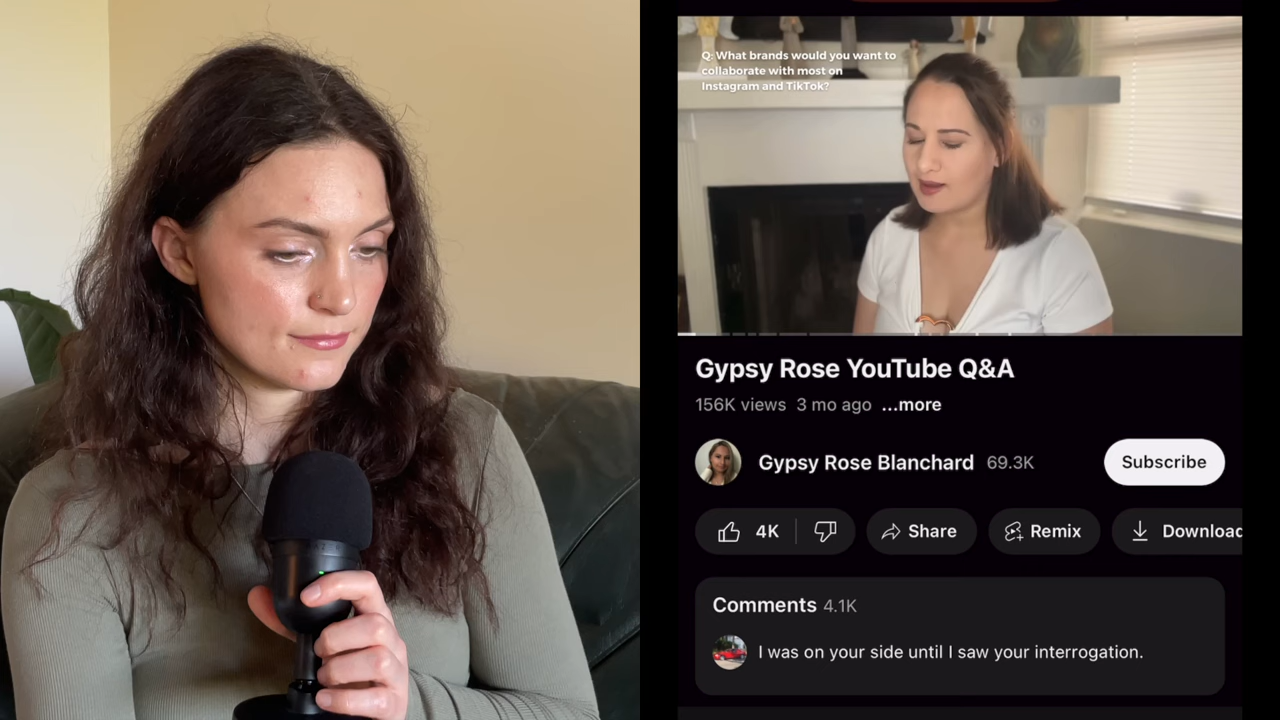 Q: What brands would you want to
collaborate with most on
Instagram and TikTok?
Gypsy Rose YouTube Q&A
156K views 3 mo ago ...more
Gypsy Rose Blanchard 69.3K
Subscribe
4K
Share
Remix
Download
Comments 4.1K
I was on your side until I saw your interrogation.